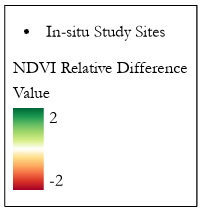 In-situ Study Sites
NDVI Relative Difference
Value
2
-2